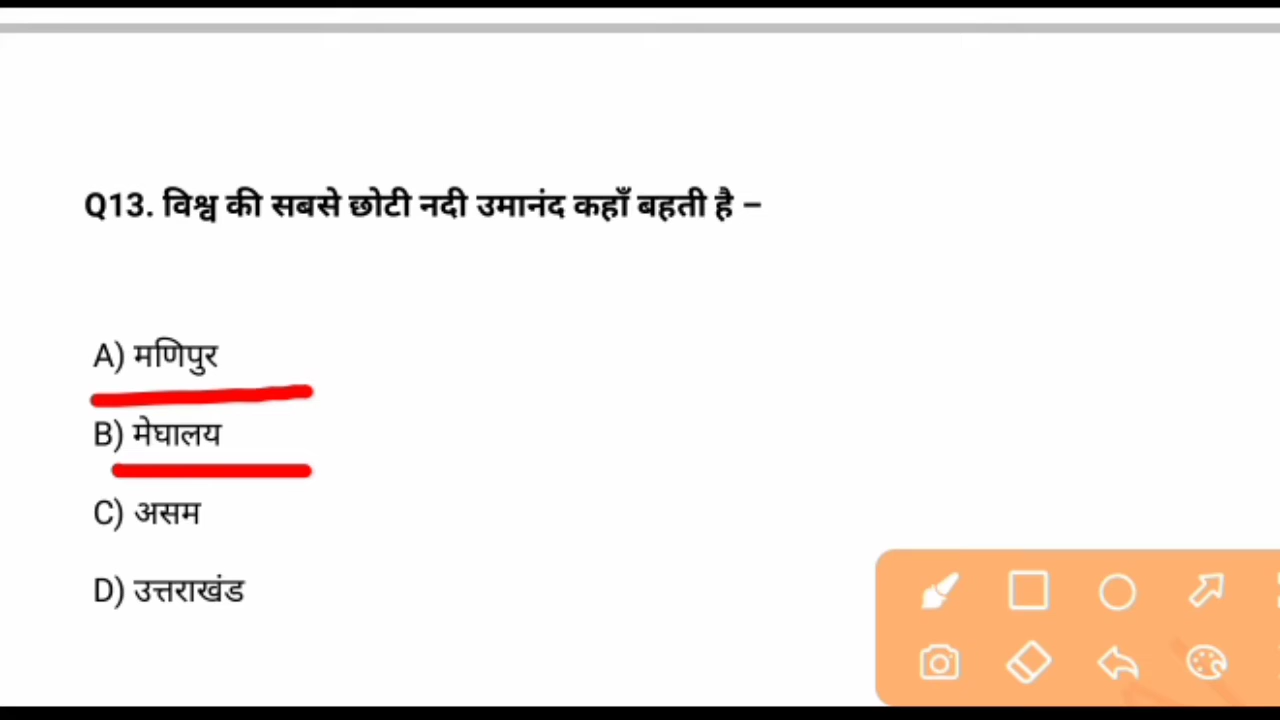 Q13. विश्व की सबसे छोटी नदी उमानंद कहाँ बहती है –
A) मणिपुर
B) मेघालय
C) असम
D) उत्तराखंड